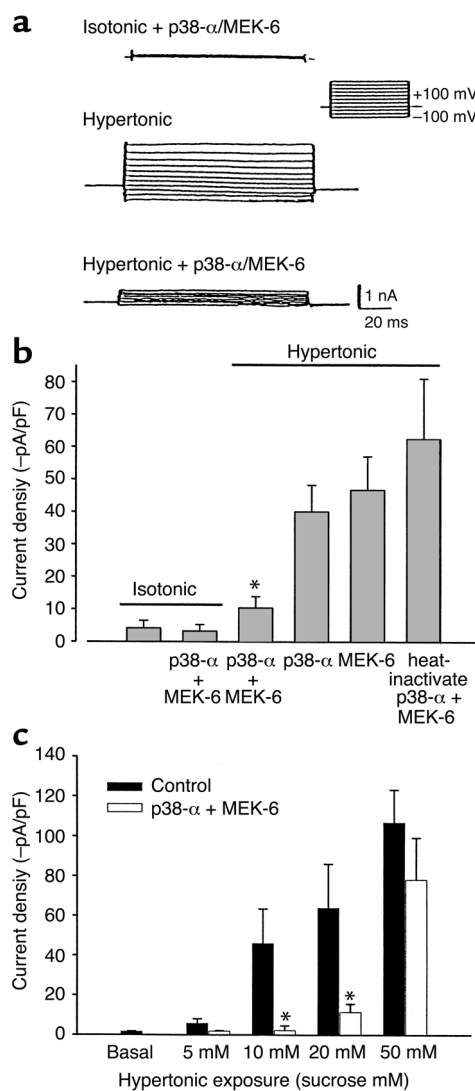 a
Isotonic + p38-α/MEK-6
+100 mV
−100 mV
Hypertonic
Hypertonic + p38-α/MEK-6
1 nA
20 ms
b
Hypertonic
Current densiy (–pA/pF)
80
70
60
50
40
30
20
10
0
Isotonic
*
p38-α + MEK-6
p38-α + MEK-6
p38-α
MEK-6
heat-inactivate p38-α + MEK-6
c
Current densiy (–pA/pF)
140
120
100
80
60
40
20
0
Control
p38-α + MEK-6
*
*
Basal 5 mM 10 mM 20 mM 50 mM
Hypertonic exposure (sucrose mM)